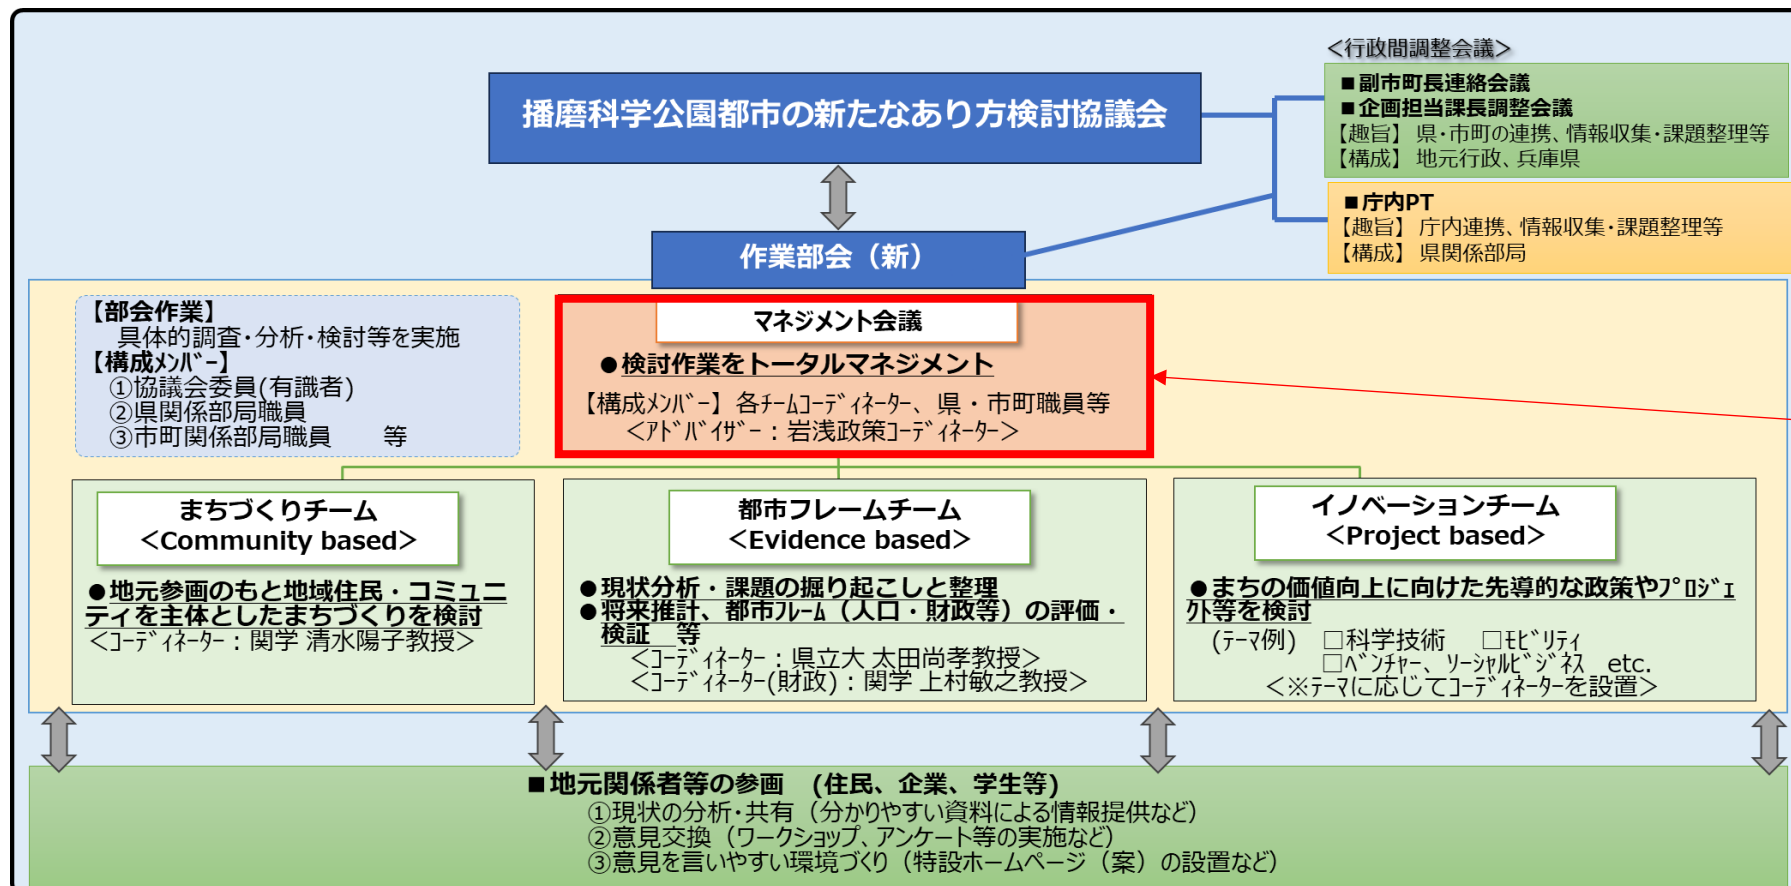 <行政間調整会議>
■副市町長連絡会議
■企画担当課長調整会議
【趣旨】 県・市町の連携、情報収集・課題整理等
【構成】 地元行政、兵庫県
播磨科学公園都市の新たなあり方検討協議会
■庁内PT
【趣旨】 庁内連携、情報収集・課題整理等
【構成】 県関係部局
作業部会（新）
【部会作業】
具体的調査・分析・検討等を実施
【構成ﾒﾝﾊﾞｰ】
①協議会委員(有識者)
②県関係部局職員
③市町関係部局職員 等
マネジメント会議
●検討作業をトータルマネジメント
【構成ﾒﾝﾊﾞｰ】各ﾁｰﾑｺｰﾃﾞｨﾈｰﾀｰ、県・市町職員等
<ｱﾄﾞﾊﾞｲｻﾞｰ：岩浅政策ｺｰﾃﾞｨﾈｰﾀｰ>
まちづくりチーム
<Community based>
●地元参画のもと地域住民・コミュニ
ティを主体としたまちづくりを検討
<ｺｰﾃﾞｨﾈｰﾀｰ：関学 清水陽子教授>
都市フレームチーム
<Evidence based>
●現状分析・課題の掘り起こしと整理
●将来推計、都市ﾌﾚｰﾑ（人口・財政等）の評価・
検証 等
<ｺｰﾃﾞｨﾈｰﾀｰ：県立大 太田尚孝教授>
<ｺｰﾃﾞｨﾈｰﾀｰ(財政)：関学 上村敏之教授>
イノベーションチーム
<Project based>
●まちの価値向上に向けた先導的な政策やﾌﾟﾛｼﾞｪ
ｸﾄ等を検討
(ﾃｰﾏ例) □科学技術 □ﾓﾋﾞﾘﾃｨ
□ﾍﾞﾝﾁｬｰ、ｿｰｼｬﾙﾋﾞｼﾞﾈｽ etc.
<※ﾃｰﾏに応じてｺｰﾃﾞｨﾈｰﾀｰを設置>
■地元関係者等の参画 (住民、企業、学生等)
①現状の分析・共有（分かりやすい資料による情報提供など）
②意見交換（ワークショップ、アンケート等の実施など）
③意見を言いやすい環境づくり（特設ホームページ（案）の設置など）